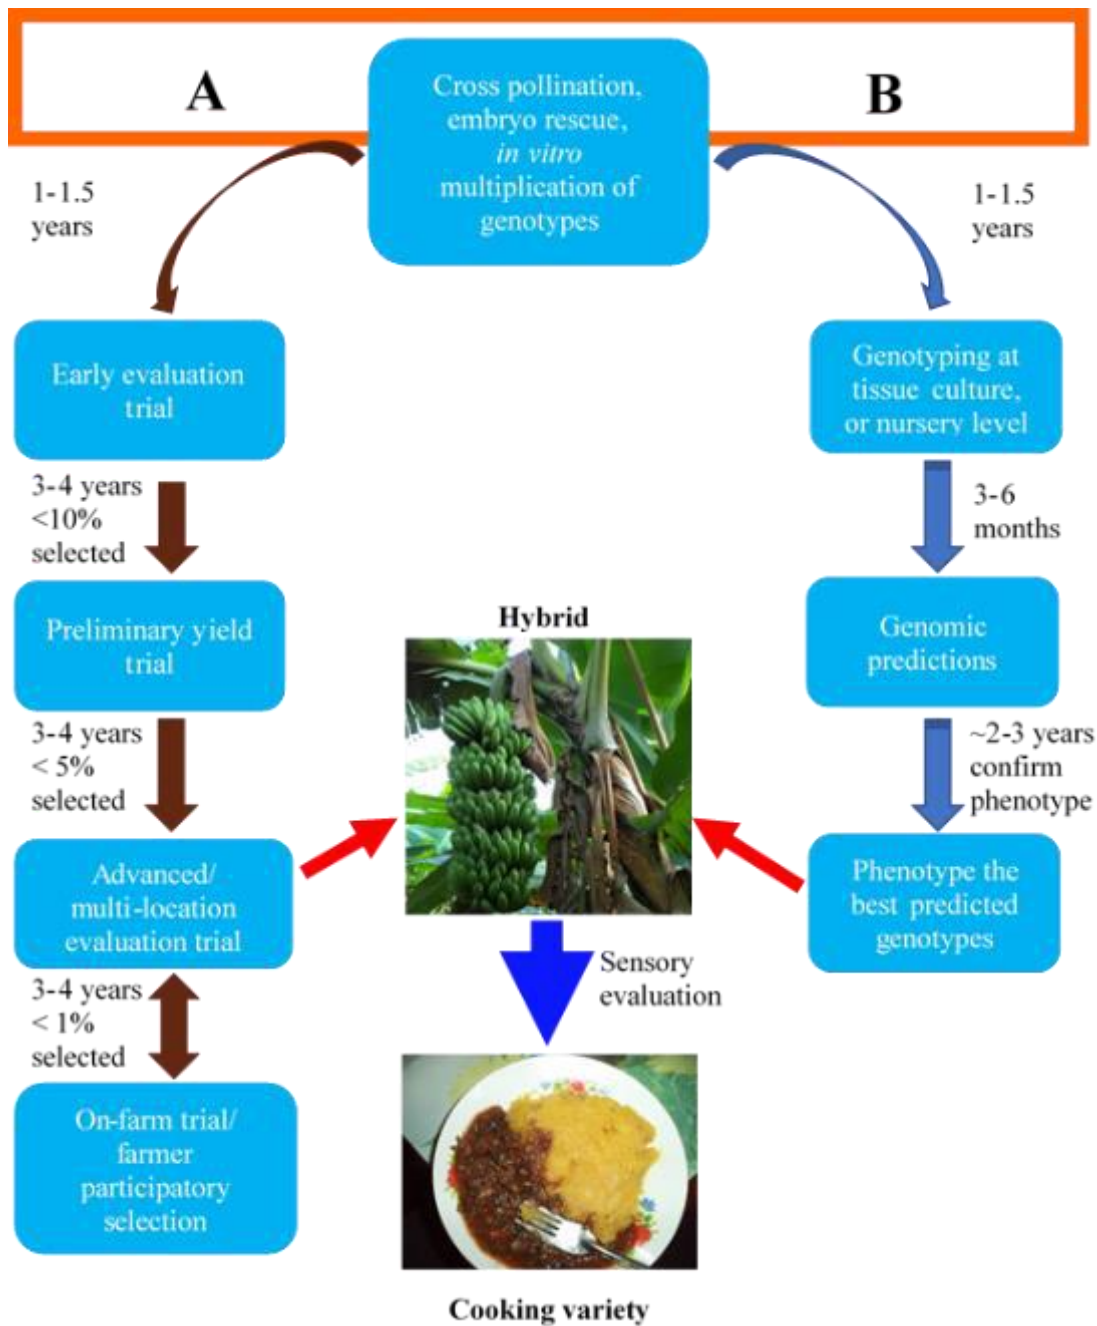 A
B
Cross pollination,
embryo rescue,
in vitro
multiplication of
genotypes
1-1.5
years
1-1.5
years
Early evaluation
trial
Genotyping at
tissue culture,
or nursery level
3-4 years
<10%
selected
3-6
months
Preliminary yield
trial
Hybrid
Genomic
predictions
3-4 years
< 5%
selected
~2-3 years
confirm
phenotype
Advanced/
multi-location
evaluation trial
Phenotype the
best predicted
genotypes
3-4 years
< 1%
selected
Sensory
evaluation
On-farm trial/
farmer
participatory
selection
Cooking variety